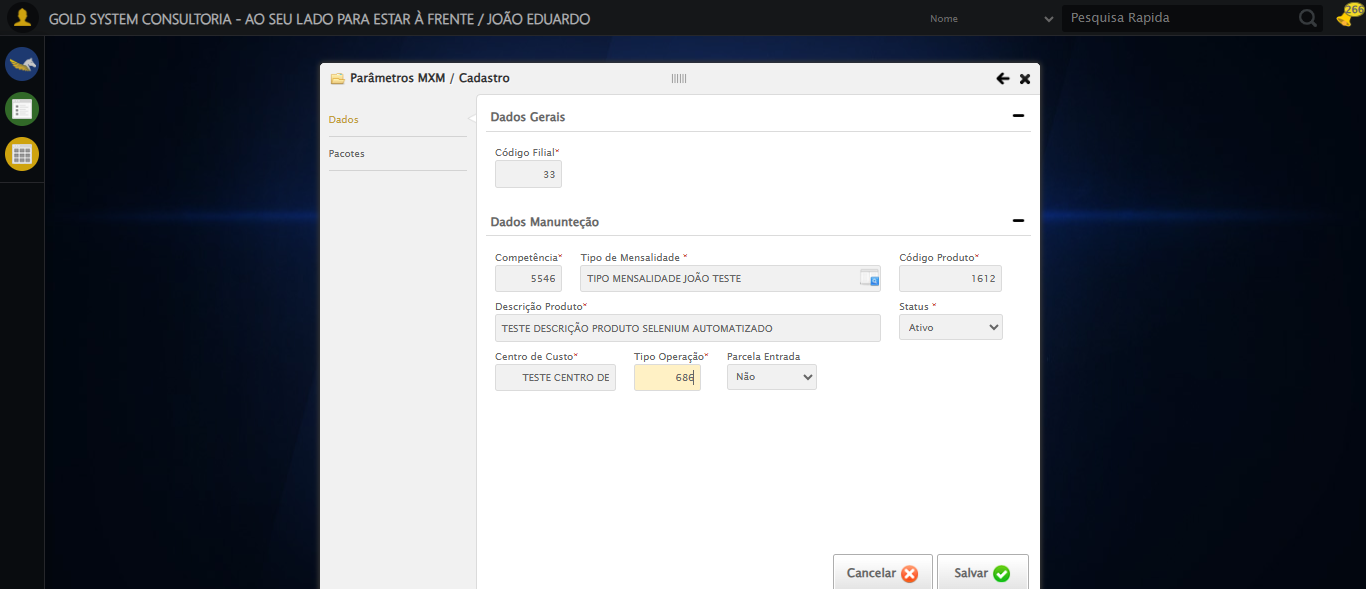 GOLD SYSTEM CONSULTORIA - AO SEU LADO PARA ESTAR À FRENTE / JOÃO EDUARDO
Nome
Pesquisa Rapida
266
Parâmetros MXM / Cadastro
Dados
Pacotes
Dados Gerais
Código Filial*
33
Dados Manunteção
Competência* Tipo de Mensalidade * Código Produto*
5546 TIPO MENSALIDADE JOÃO TESTE 1612
Descrição Produto* Status *
TESTE DESCRIÇÃO PRODUTO SELENIUM AUTOMATIZADO Ativo
Centro de Custo* Tipo Operação* Parcela Entrada
TESTE CENTRO DE 686 Não
Cancelar Salvar